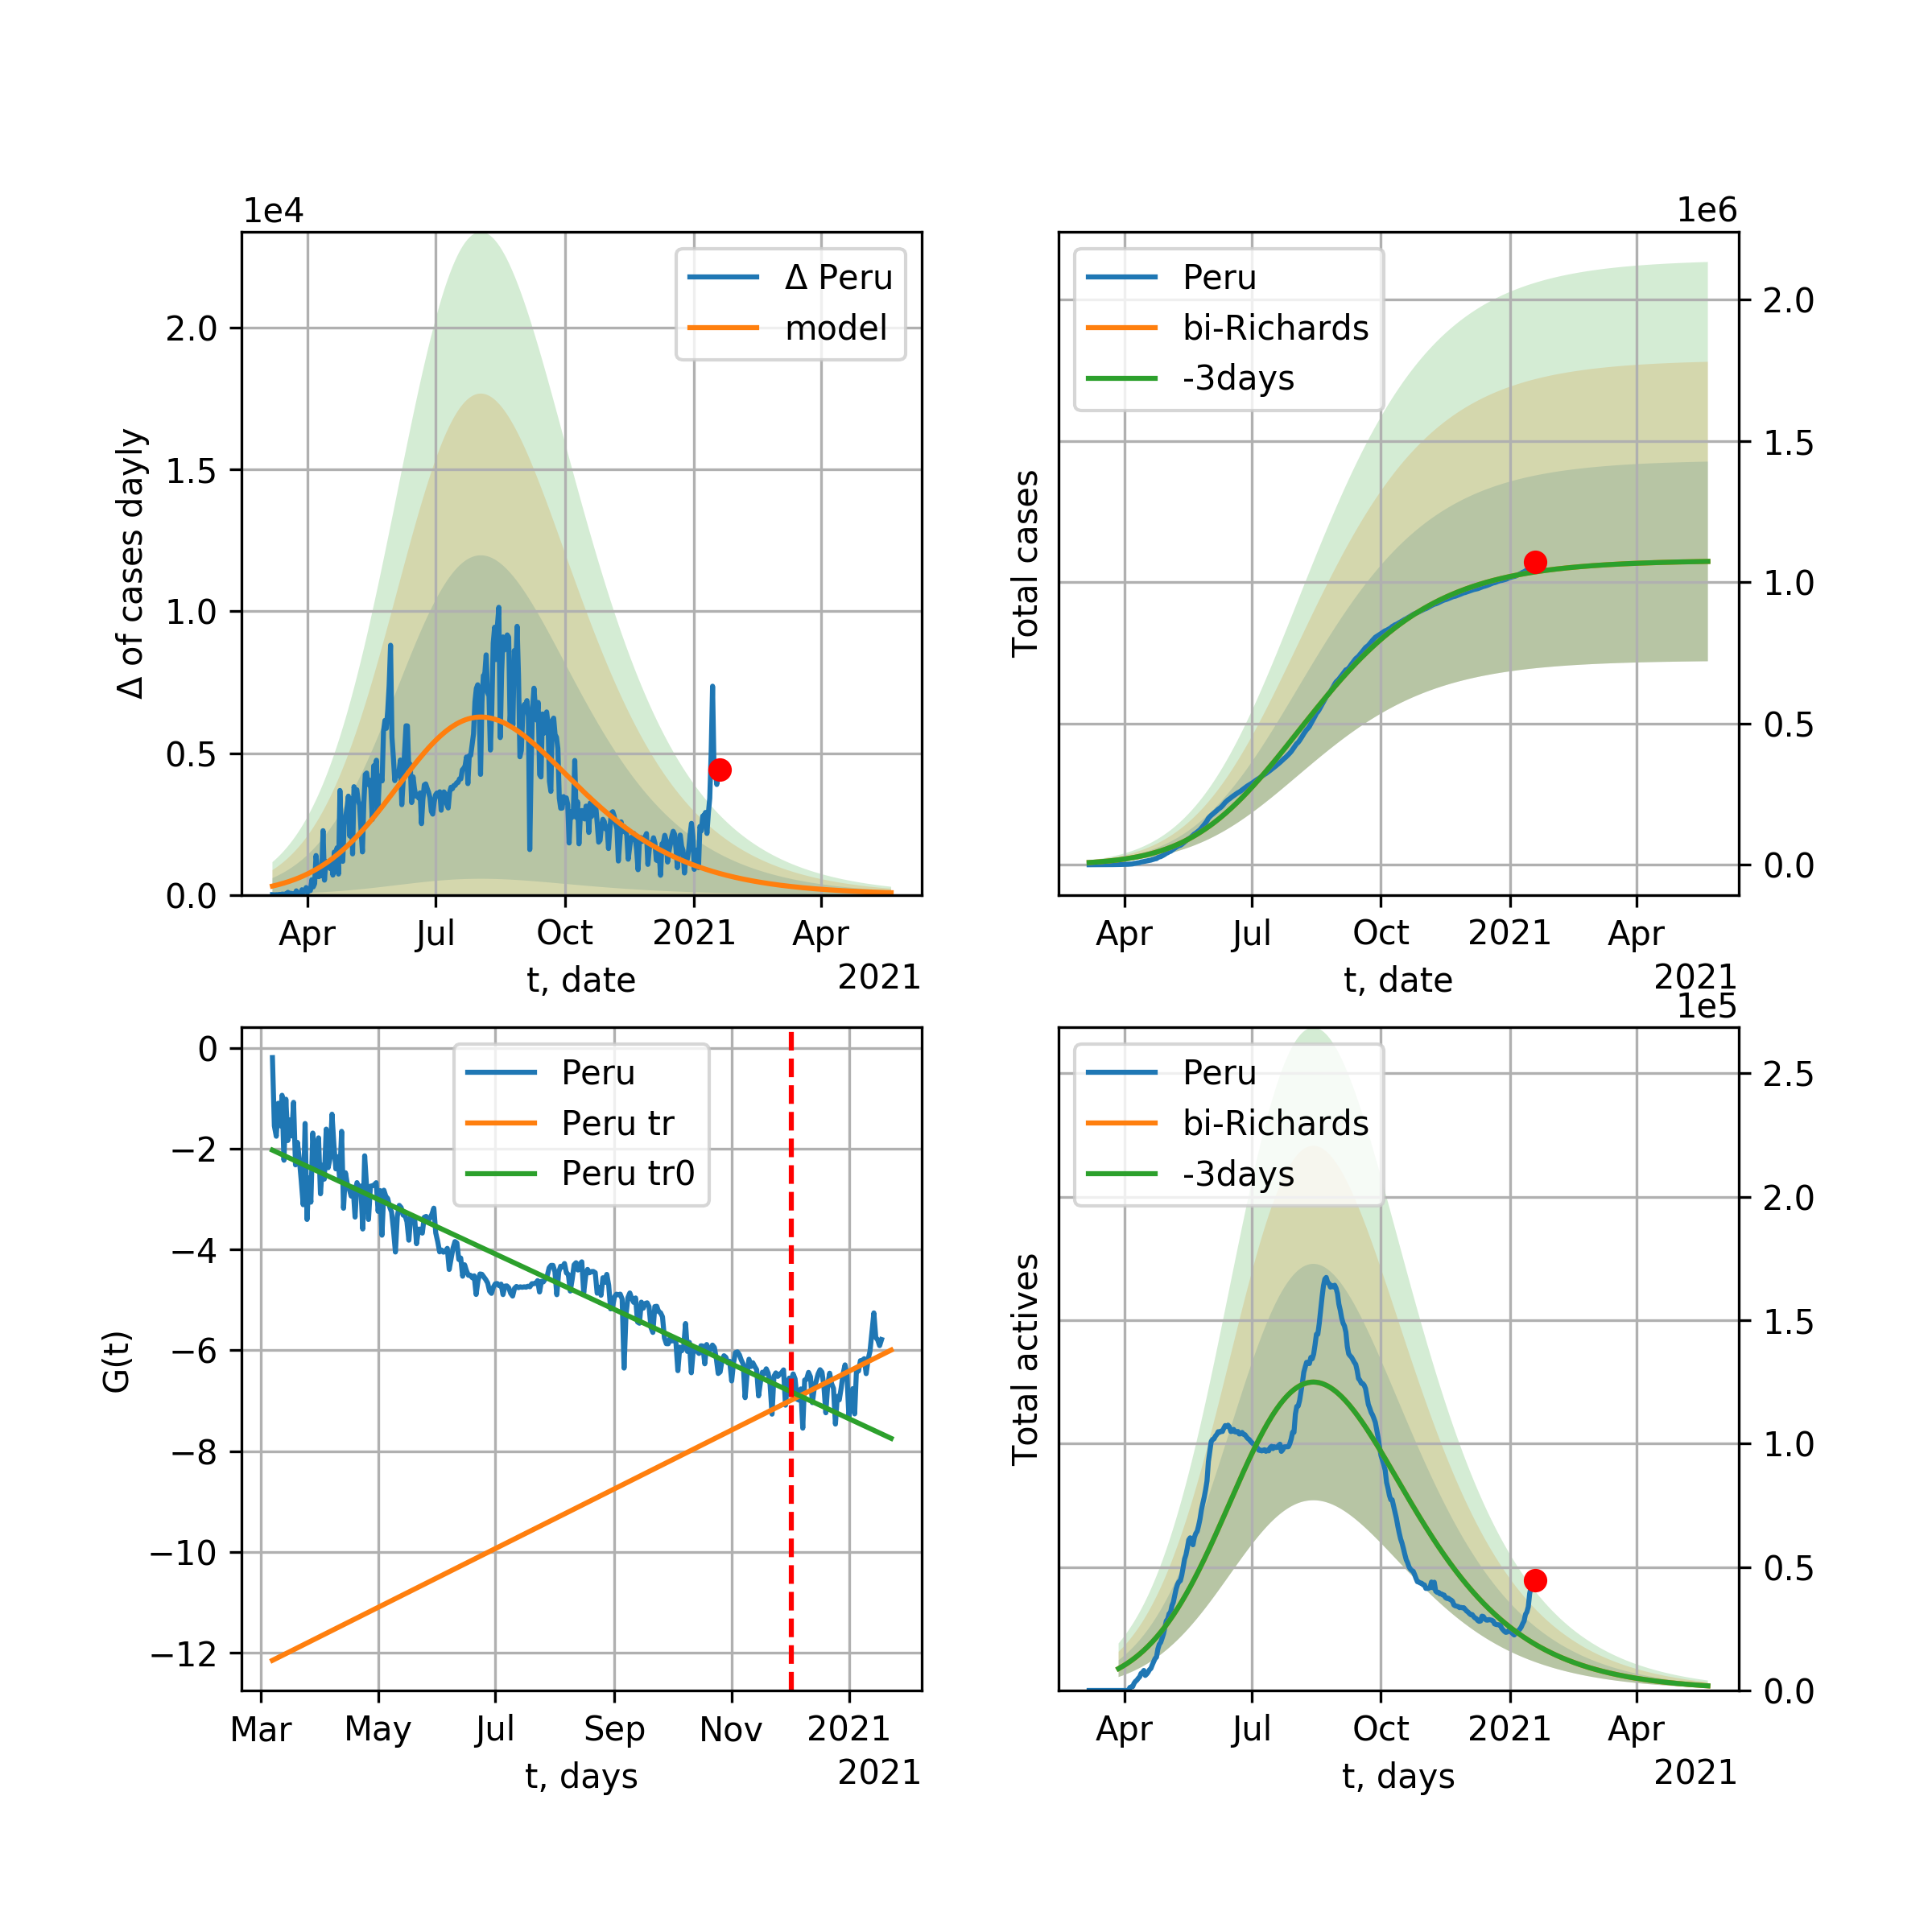 1e4
Δ of cases dayly
2.0
1.5
1.0
0.5
0.0
Δ Peru
model
Apr Jul Oct 2021 Apr
t, date
2021
1e6
Total cases
Peru
bi-Richards
-3days
2.0
1.5
1.0
0.5
0.0
Apr Jul Oct 2021 Apr
t, date
2021
G(t)
0
−2
−4
−6
−8
−10
−12
Peru
Peru tr
Peru tr0
Mar May Jul Sep Nov 2021
t, days
2021
1e5
Total actives
Peru
bi-Richards
-3days
2.5
2.0
1.5
1.0
0.5
0.0
Apr Jul Oct 2021 Apr
t, days
2021